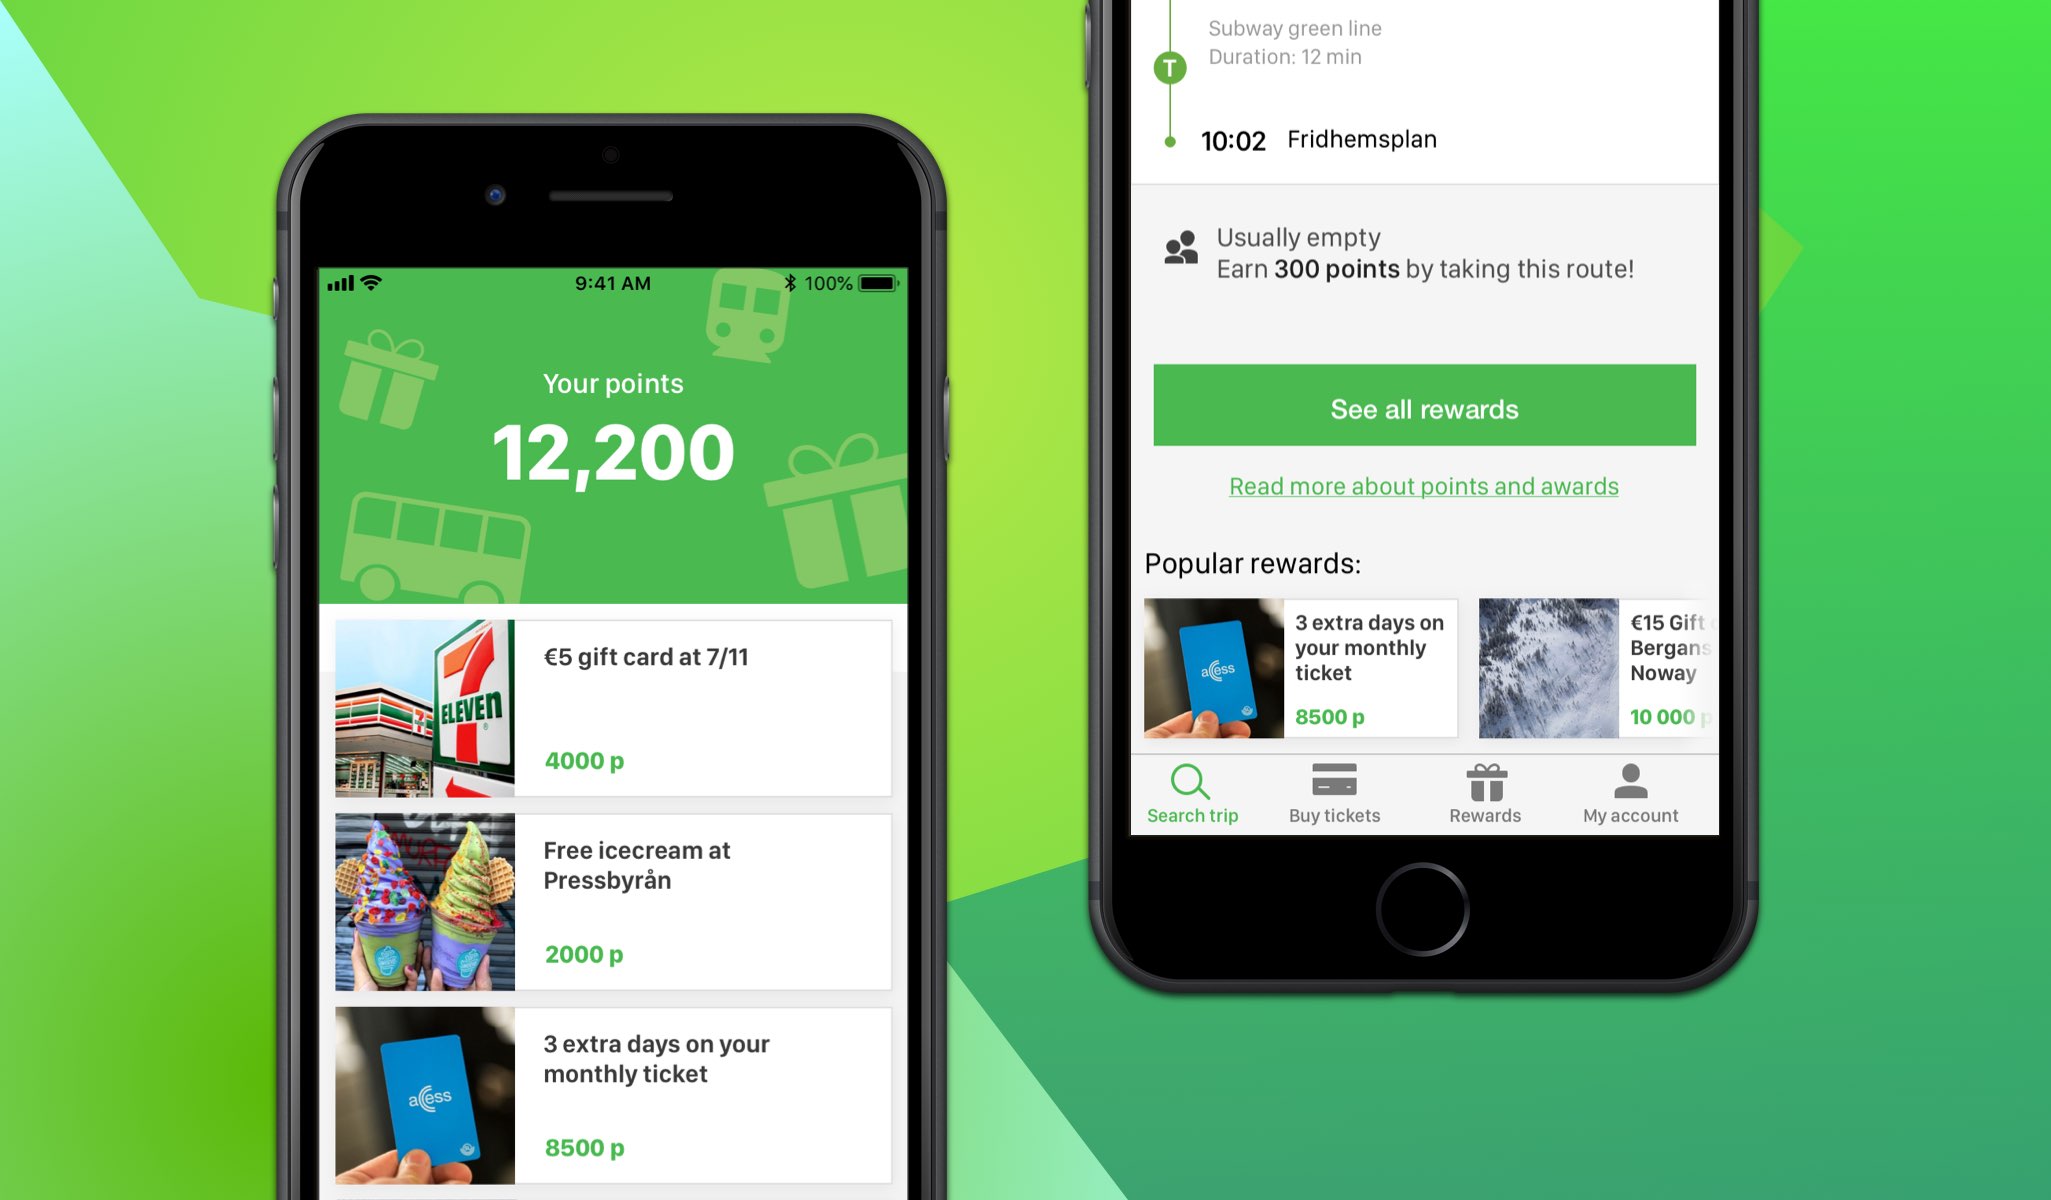 9:41 AM
100%
Your points
12,200
7
ELEVEN
€5 gift card at 7/11
4000 p
Free icecream at
Pressbyrån
2000 p
access
3 extra days on your
monthly ticket
8500 p
Subway green line
Duration: 12 min
T
10:02 Fridhemsplan
Usually empty
Earn 300 points by taking this route!
See all rewards
Read more about points and awards
Popular rewards:
access
3 extra days on
your monthly
ticket
8500 p
€15 Gift
Bergans
Noway
10 000 p
Search trip
Buy tickets
Rewards
My account